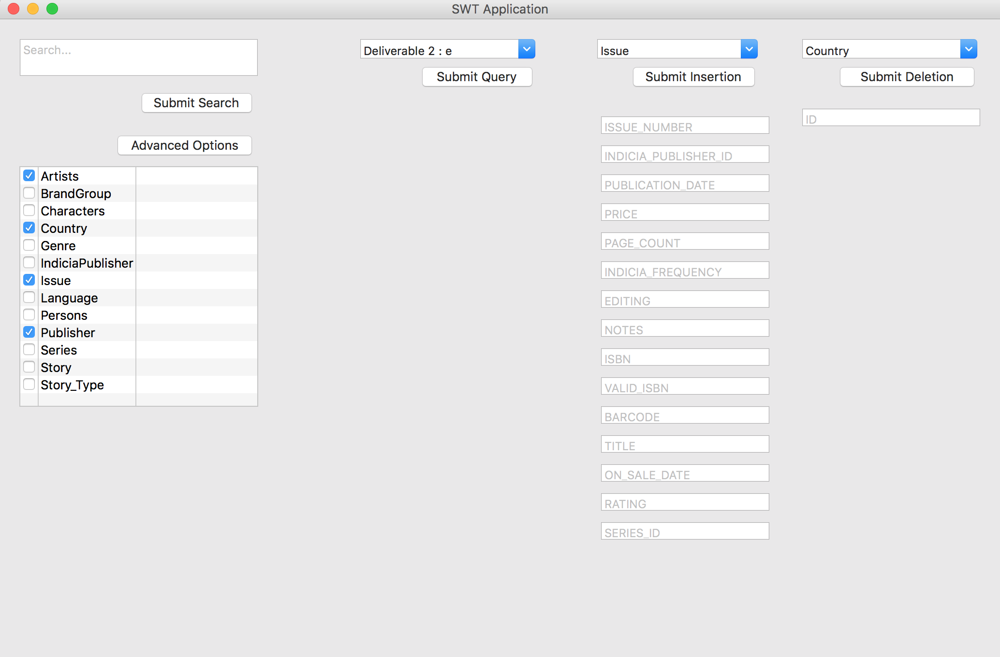 SWT Application
Search...
Submit Search
Advanced Options
Artists
BrandGroup
Characters
Country
Genre
IndiciaPublisher
Issue
Language
Persons
Publisher
Series
Story
Story_Type
Deliverable 2 : e
Submit Query
Issue
Submit Insertion
ISSUE_NUMBER
INDICIA_PUBLISHER_ID
PUBLICATION_DATE
PRICE
PAGE_COUNT
INDICIA_FREQUENCY
EDITING
NOTES
ISBN
VALID_ISBN
BARCODE
TITLE
ON_SALE_DATE
RATING
SERIES_ID
Country
Submit Deletion
ID